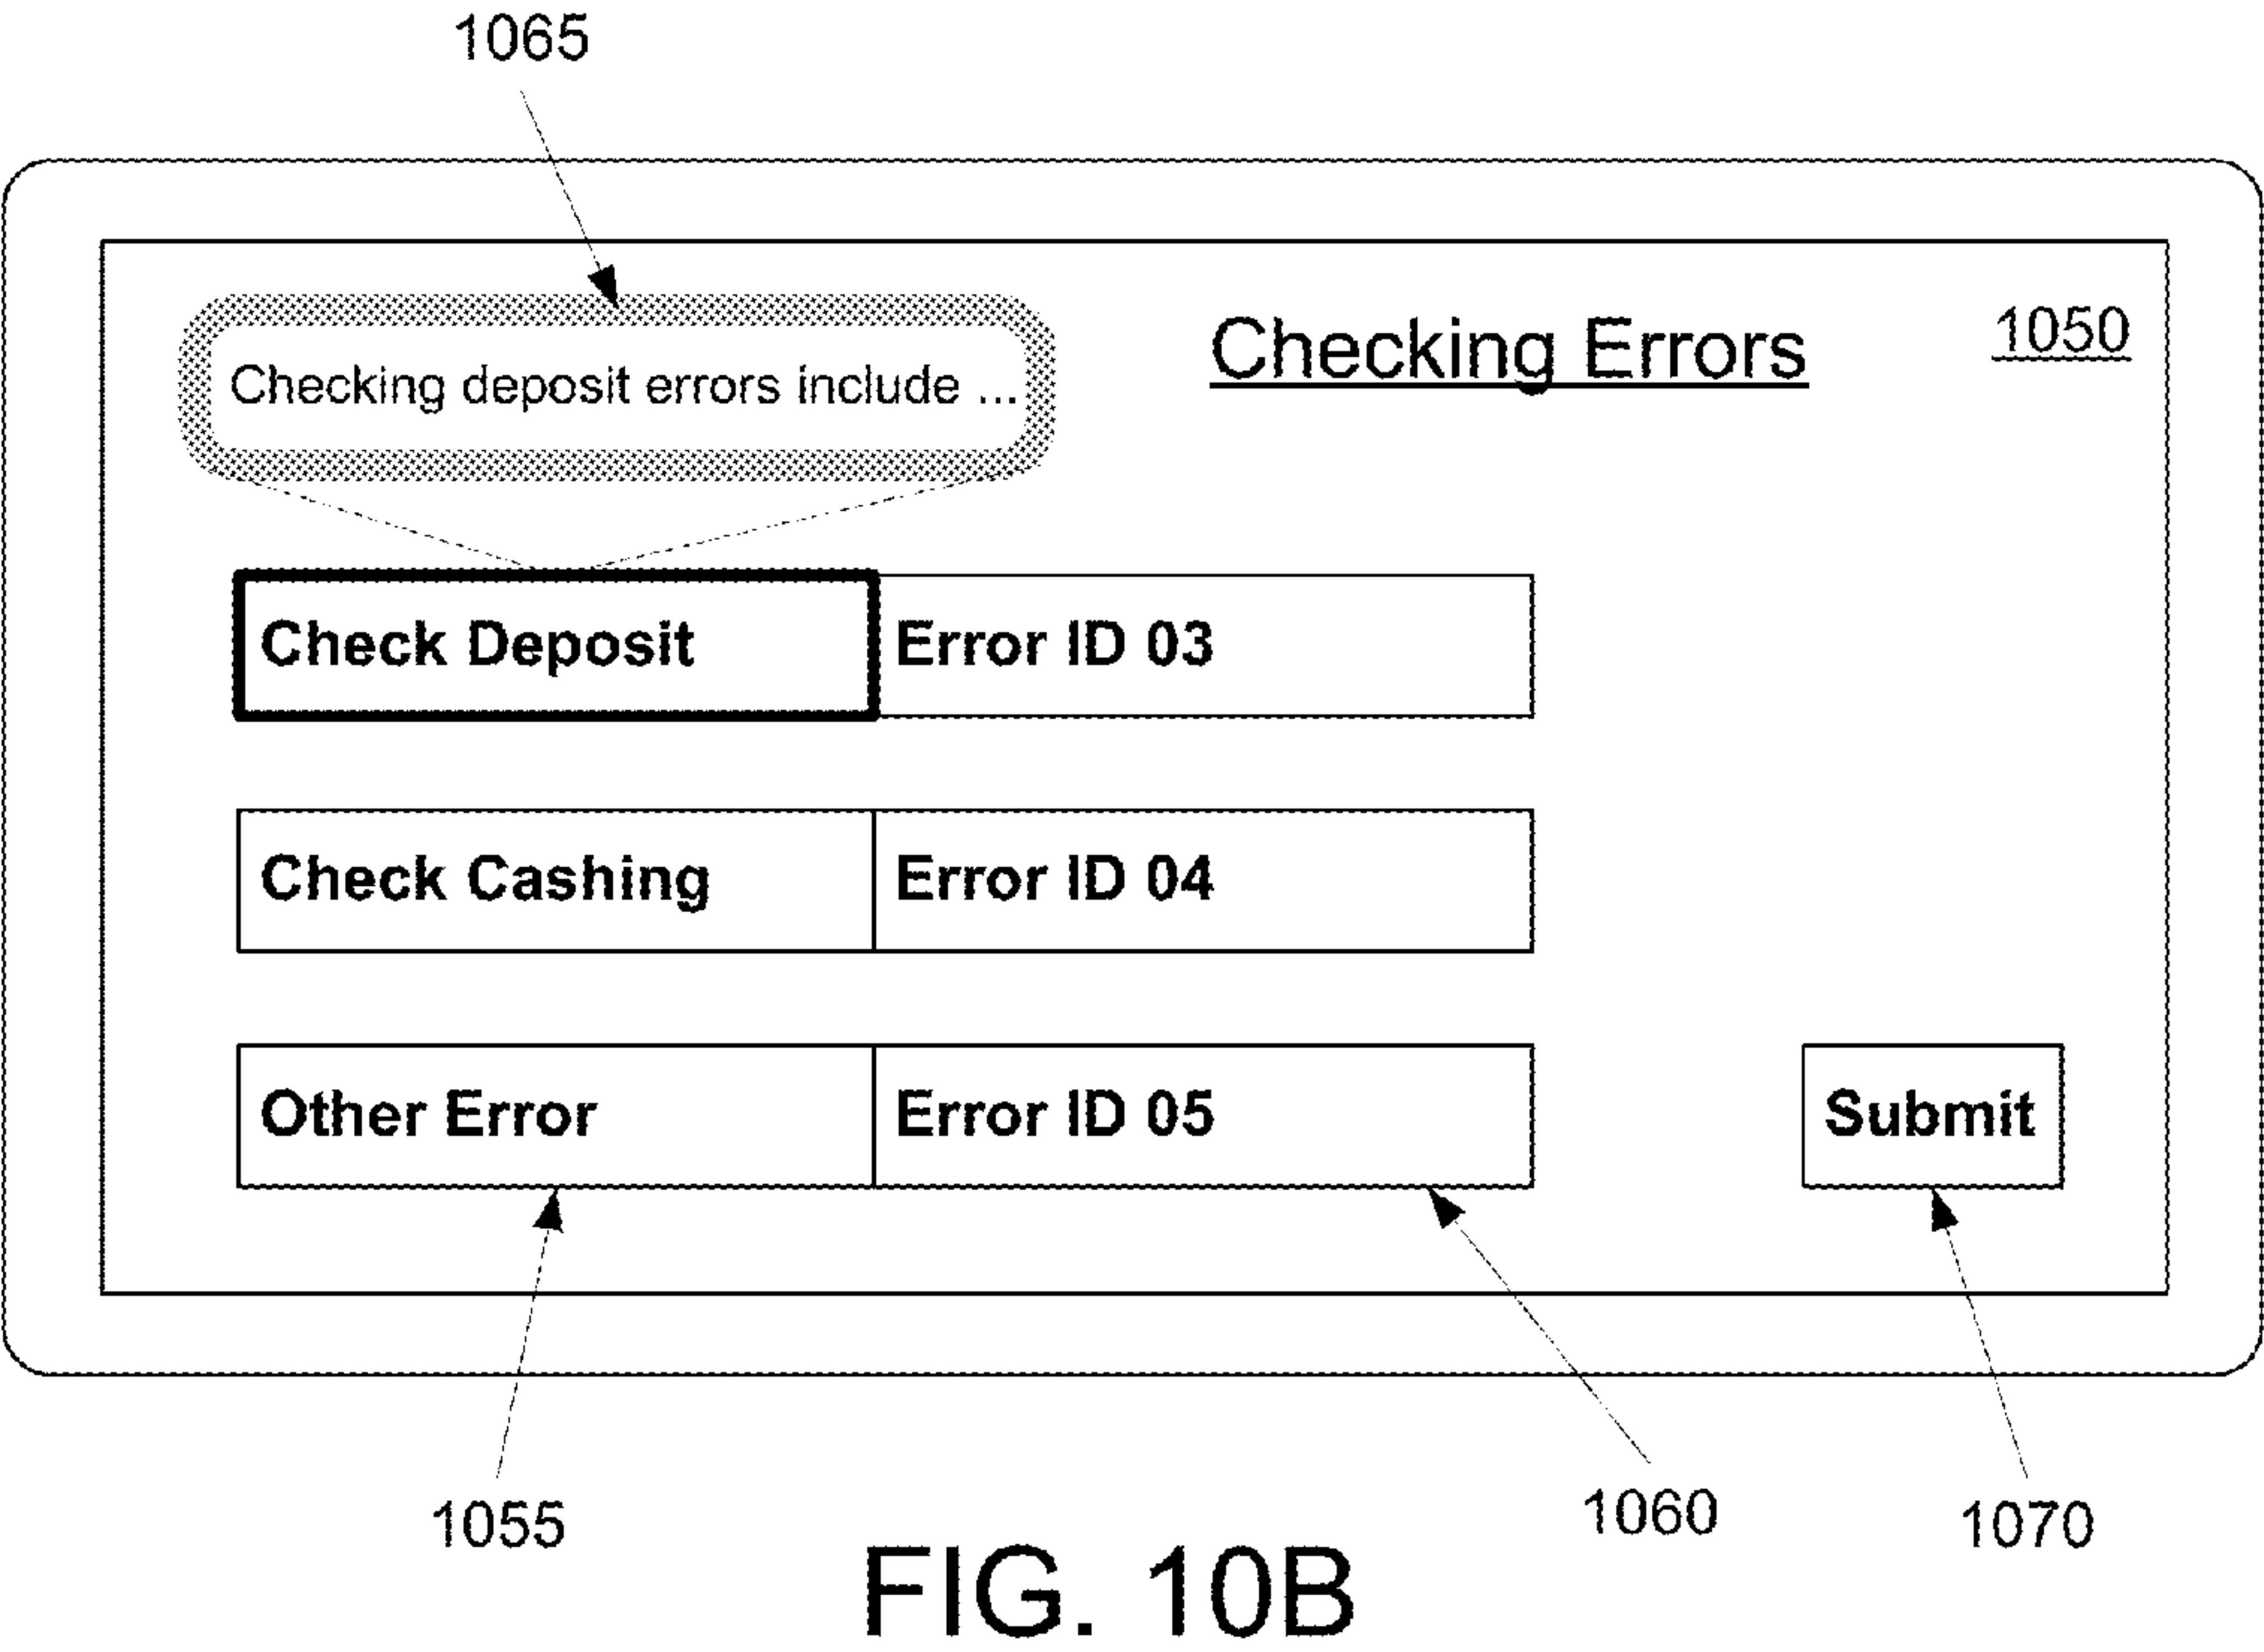 1065
Checking Errors
1050
Checking deposit errors include ...
Check Deposit
Error ID 03
Check Cashing
Error ID 04
Other Error
Error ID 05
Submit
1055
1060
1070
FIG. 10B